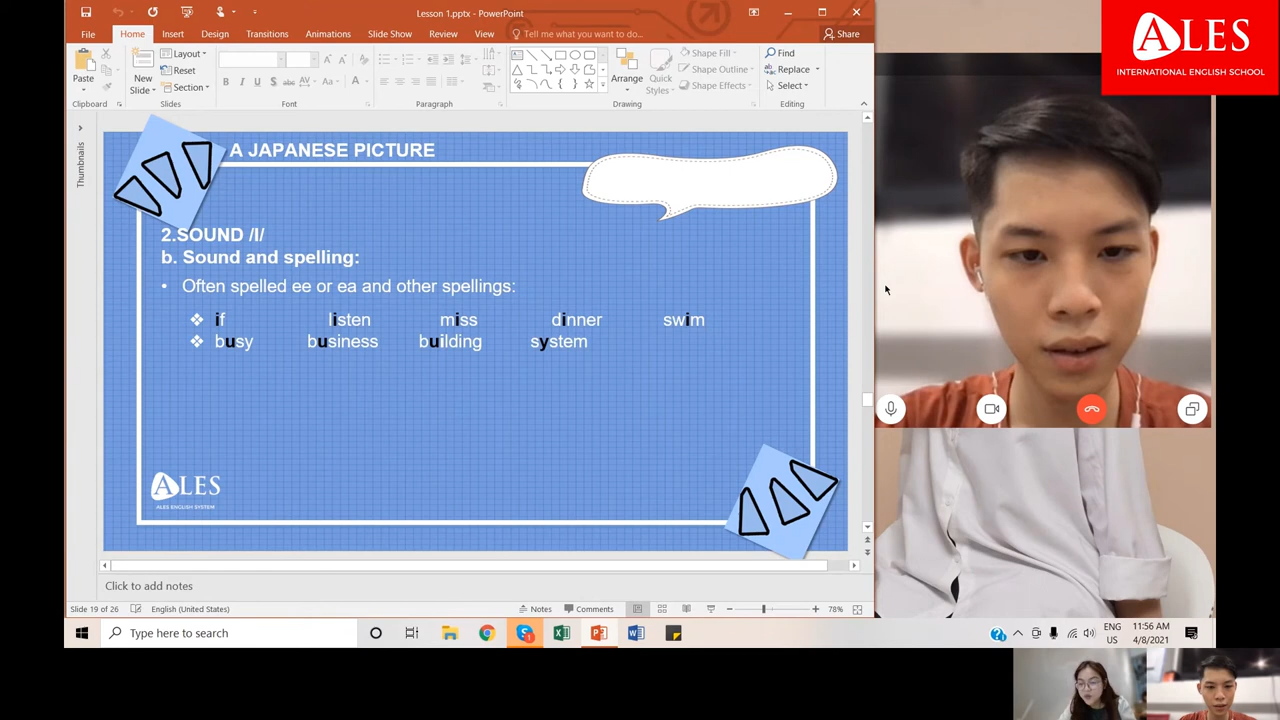 Lesson 1.pptx - PowerPoint
File Home Insert Design Transitions Animations Slide Show Review View Tell me what you want to do... Share
Paste
New Slide
Layout
Reset
Section
B I U S abc
Shape Fill
Shape Outline
Shape Effects
Arrange
Quick Styles
Find
Replace
Select
Clipboard Slides Font Paragraph Drawing Editing
Thumbnails
A JAPANESE PICTURE
2.SOUND /I/
b. Sound and spelling:
• Often spelled ee or ea and other spellings:
❖ if listen miss dinner swim
❖ busy business building system
ALES
ALES ENGLISH SYSTEM
Click to add notes
Slide 19 of 26 English (United States) Notes Comments 78%
Type here to search
ENG
US
11:56 AM
4/8/2021
ALES
INTERNATIONAL ENGLISH SCHOOL